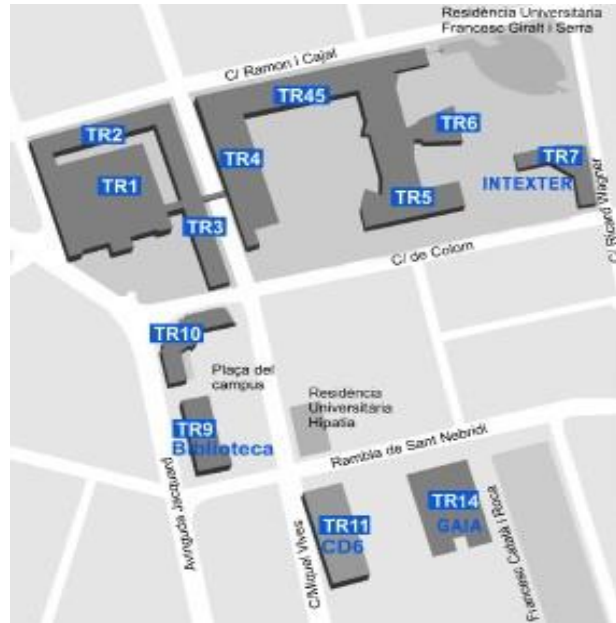 Residència Universitària
Francesc Giralt i Serra
C/ Ramon i Cajal
TR45
TR2
TR6
TR4
TR7
TR1
INTEXTER
TR5
TR3
C/ Ricard Wagner
C/ de Colom
TR10
Plaça del
campus
Residència
Universitària
Hipatia
TR9
Biblioteca
Rambla de Sant Nebridi
Avinguda Jacquard
TR14
GAIA
TR11
CD6
C/Miquel Vives
Francesc Català i Roca